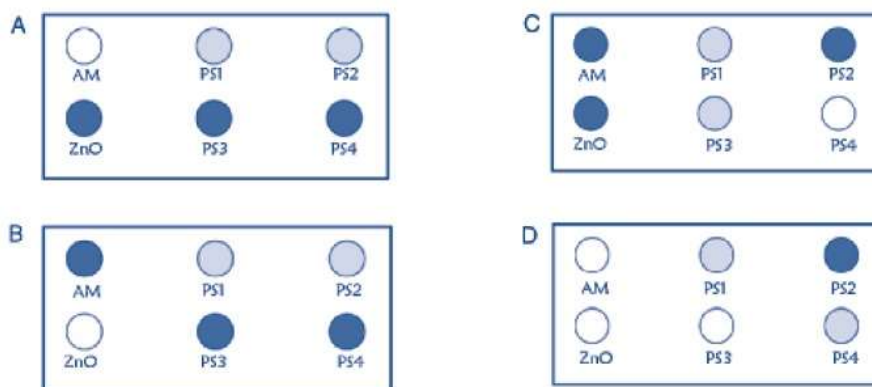 A
AM PS1 PS2
ZnO PS3 PS4
B
AM PS1 PS2
ZnO PS3 PS4
C
AM PS1 PS2
ZnO PS3 PS4
D
AM PS1 PS2
ZnO PS3 PS4